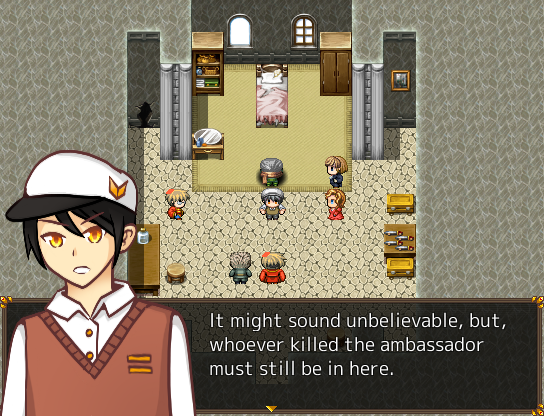 It might sound unbelievable, but,
whoever killed the ambassador
must still be in here.